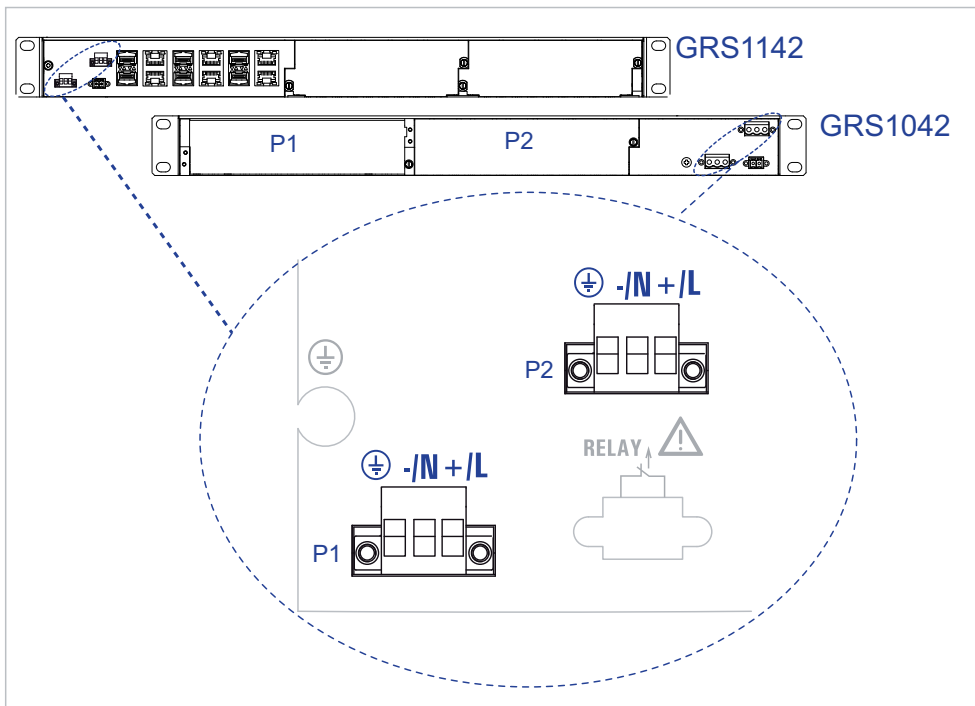 GRS1142
GRS1042
P1 P2
-/N +/L
P2
RELAY
-/N +/L
P1